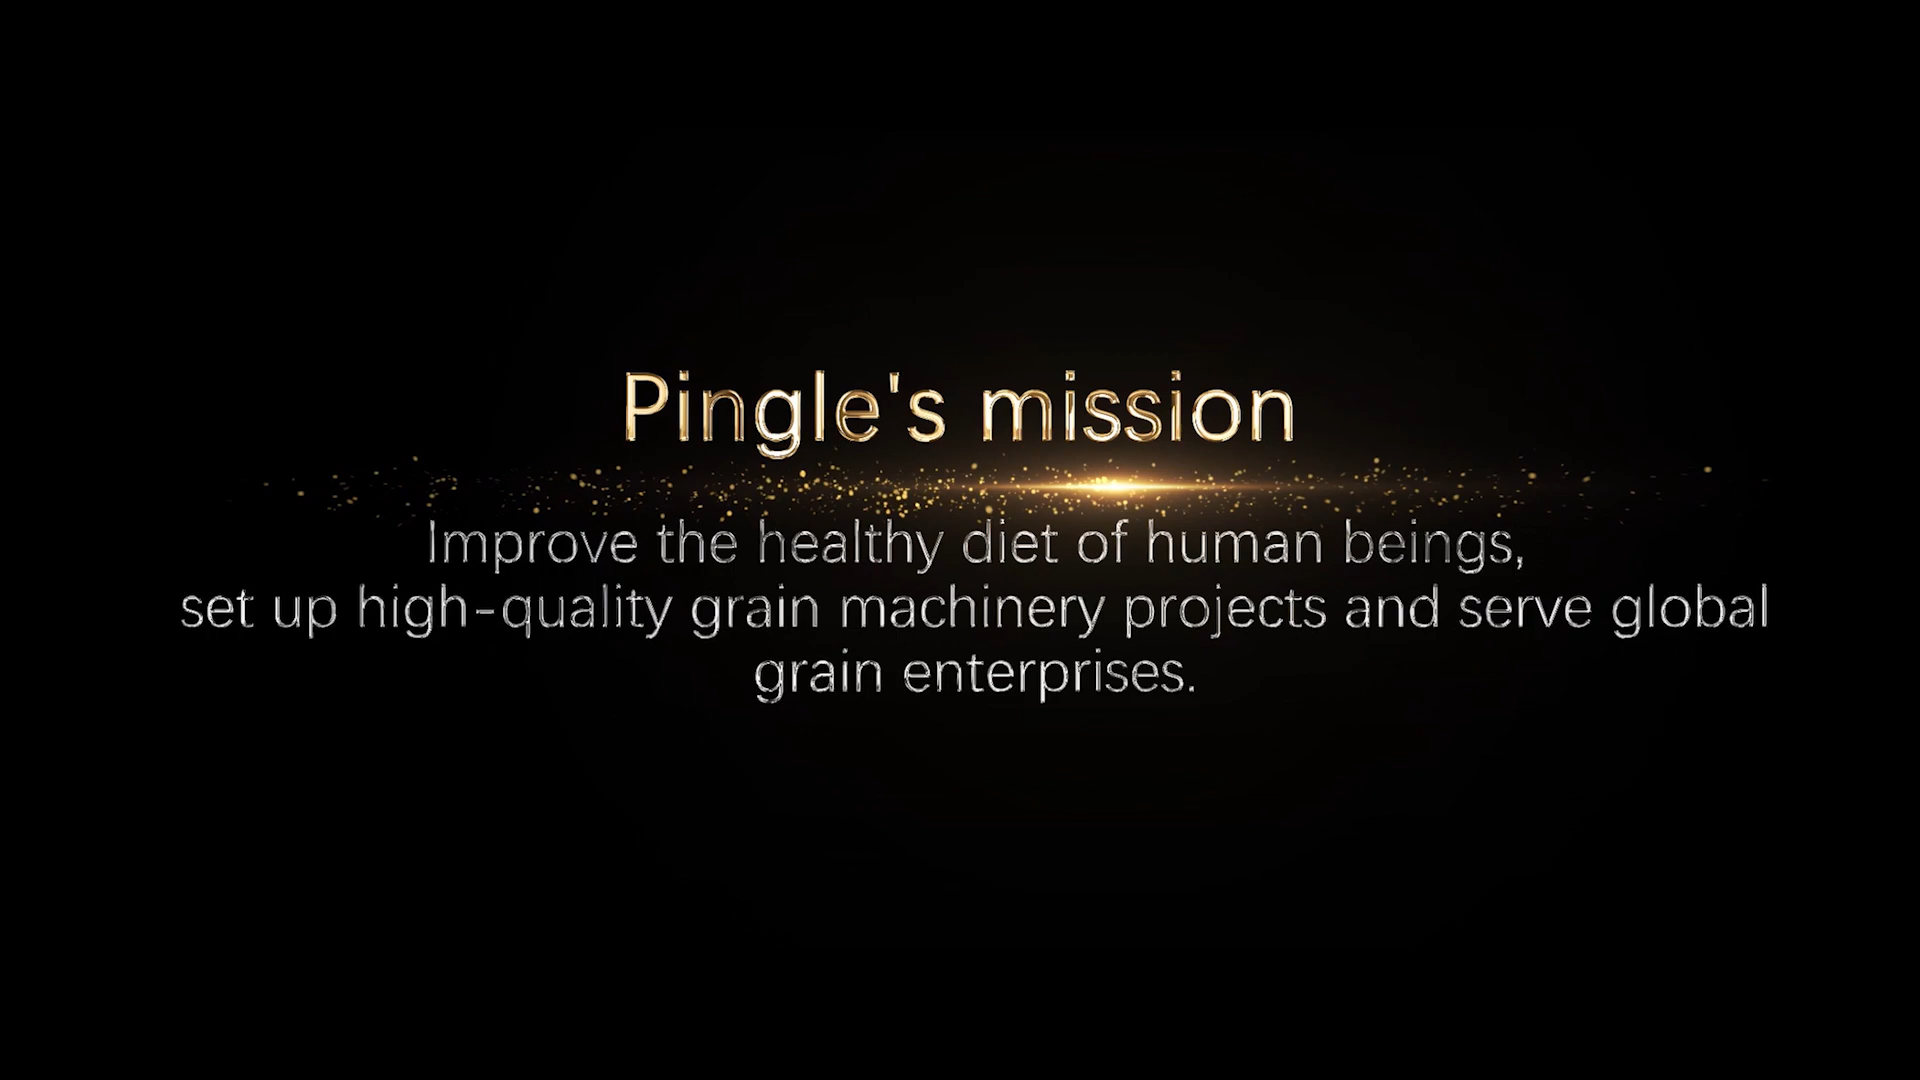 Pingle's mission
Improve the healthy diet of human beings,
set up high-quality grain machinery projects and serve global
grain enterprises.